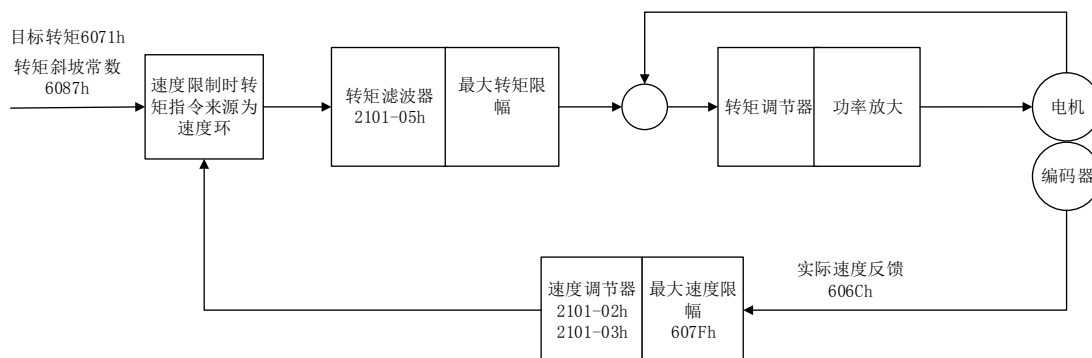 目标转矩6071h
转矩斜坡常数
6087h
速度限制时转
矩指令来源为
速度环
转矩滤波器
2101-05h
最大转矩限
幅
转矩调节器
功率放大
电机
编码器
实际速度反馈
606Ch
速度调节器
2101-02h
2101-03h
最大速度限
幅
607Fh